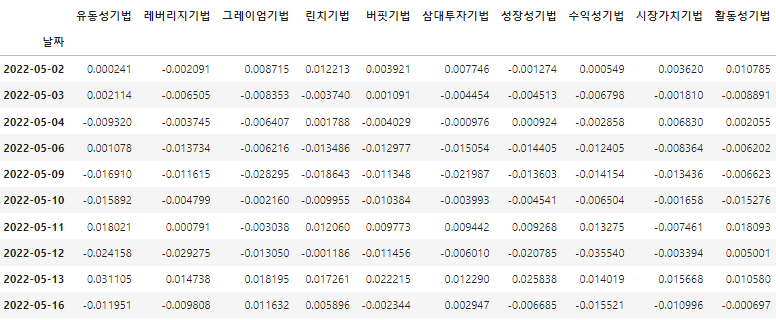 유동성기법 레버리지기법 그레이엄기법 린치기법 버핏기법 삼대투자기법 성장성기법 수익성기법 시장가치기법 활동성기법
날짜
2022-05-02 0.000241 -0.002091 0.008715 0.012213 0.003921 0.007746 -0.001274 0.000549 0.003620 0.010785
2022-05-03 0.002114 -0.006505 -0.008353 -0.003740 0.001091 -0.004454 -0.004513 -0.006798 -0.001810 -0.008891
2022-05-04 -0.009320 -0.003745 -0.006407 0.001788 -0.004029 -0.000976 0.000924 -0.002858 0.006830 0.002055
2022-05-06 0.001078 -0.013734 -0.006216 -0.013486 -0.012977 -0.015054 -0.014405 -0.012405 -0.008364 -0.006202
2022-05-09 -0.016910 -0.011615 -0.028295 -0.018643 -0.011348 -0.021987 -0.013603 -0.014154 -0.013436 -0.006623
2022-05-10 -0.015892 -0.004799 -0.002160 -0.009955 -0.010384 -0.003993 -0.004541 -0.006504 -0.001658 -0.015276
2022-05-11 0.018021 0.000791 -0.003038 0.012060 0.009773 0.009442 0.009268 0.013275 -0.007461 0.018093
2022-05-12 -0.024158 -0.029275 -0.013050 -0.001186 -0.011456 -0.006010 -0.020785 -0.035540 -0.003394 0.005001
2022-05-13 0.031105 0.014738 0.018195 0.017261 0.022215 0.012290 0.025838 0.014019 0.015668 0.010580
2022-05-16 -0.011951 -0.009808 0.011632 0.005896 -0.002344 0.002947 -0.006685 -0.015521 -0.010996 -0.000697